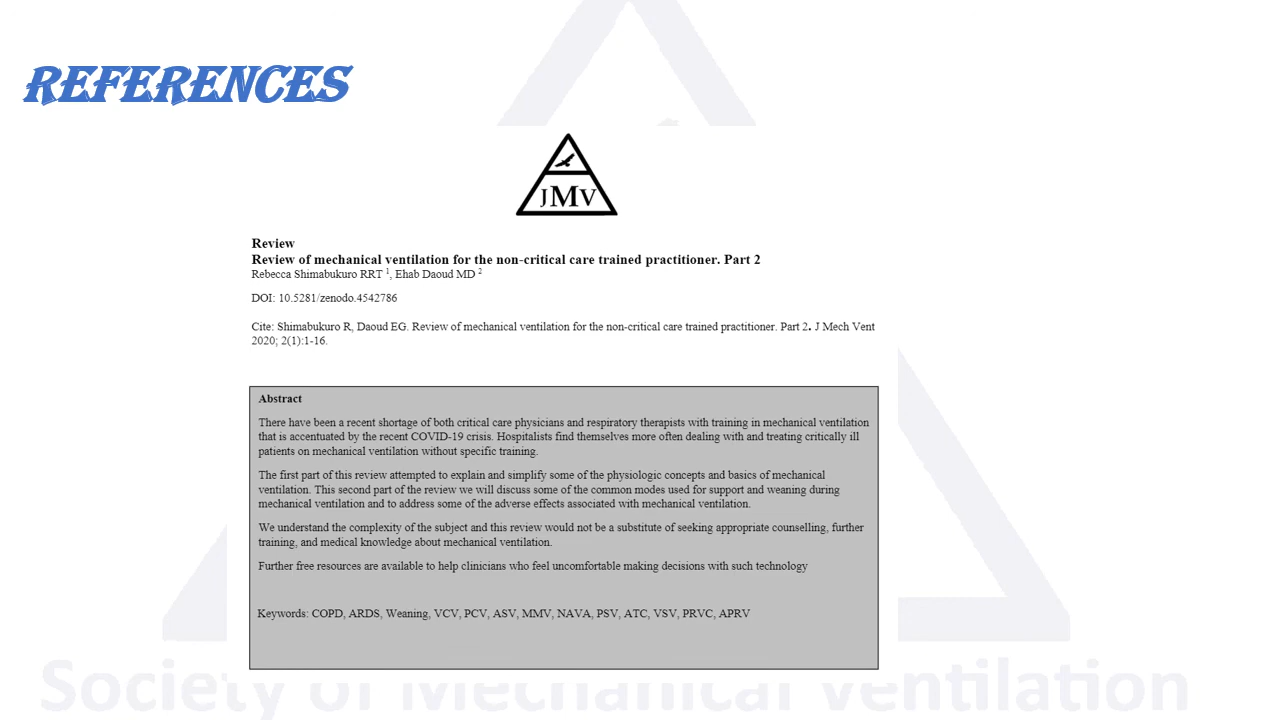 REFERENCES
JMV
Review
Review of mechanical ventilation for the non-critical care trained practitioner. Part 2
Rebecca Shimabukuro RRT 1, Ehab Daoud MD 2
DOI: 10.5281/zenodo.4542786
Cite: Shimabukuro R, Daoud EG. Review of mechanical ventilation for the non-critical care trained practitioner. Part 2. J Mech Vent
2020; 2(1):1-16.
Abstract
There have been a recent shortage of both critical care physicians and respiratory therapists with training in mechanical ventilation
that is accentuated by the recent COVID-19 crisis. Hospitalists find themselves more often dealing with and treating critically ill
patients on mechanical ventilation without specific training.
The first part of this review attempted to explain and simplify some of the physiologic concepts and basics of mechanical
ventilation. This second part of the review we will discuss some of the common modes used for support and weaning during
mechanical ventilation and to address some of the adverse effects associated with mechanical ventilation.
We understand the complexity of the subject and this review would not be a substitute of seeking appropriate counselling, further
training, and medical knowledge about mechanical ventilation.
Further free resources are available to help clinicians who feel uncomfortable making decisions with such technology
Keywords: COPD, ARDS, Weaning, VCV, PCV, ASV, MMV, NAVA, PSV, ATC, VSV, PRVC, APRV
Society of Mechanical Ventilation